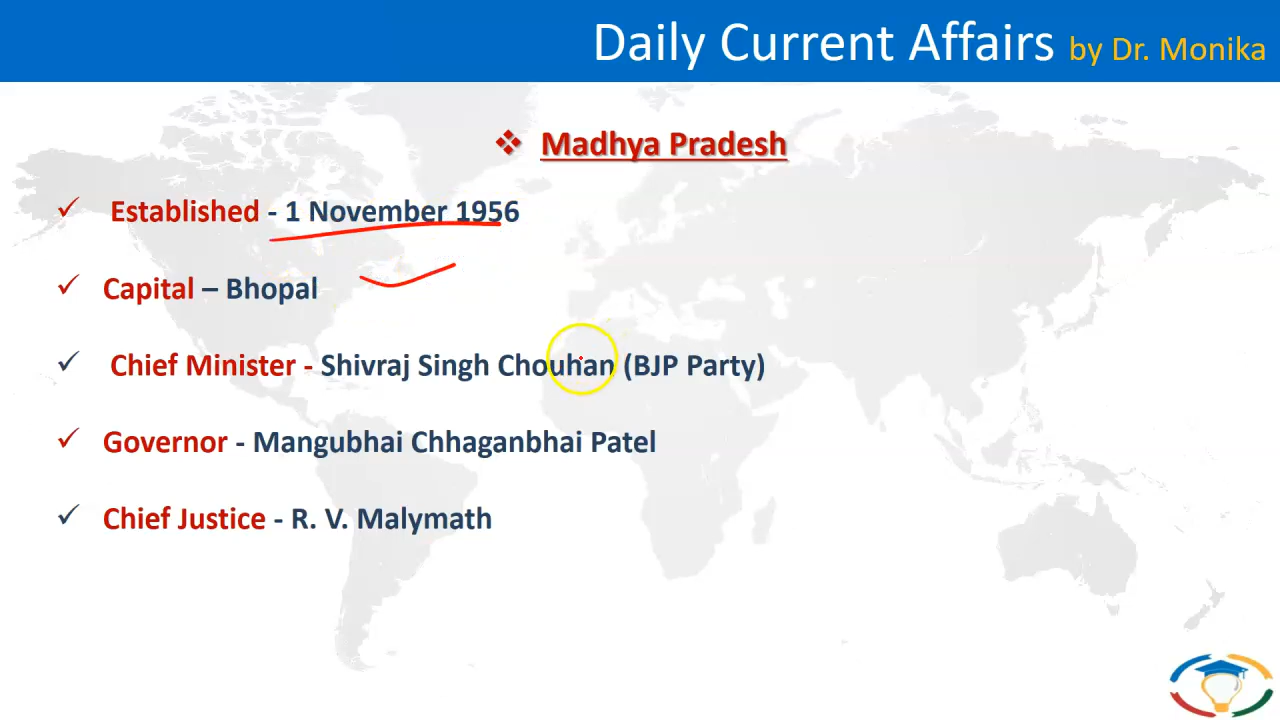 Daily Current Affairs by Dr. Monika
Madhya Pradesh
Established - 1 November 1956
Capital – Bhopal
Chief Minister - Shivraj Singh Chouhan (BJP Party)
Governor - Mangubhai Chhaganbhai Patel
Chief Justice - R. V. Malymath